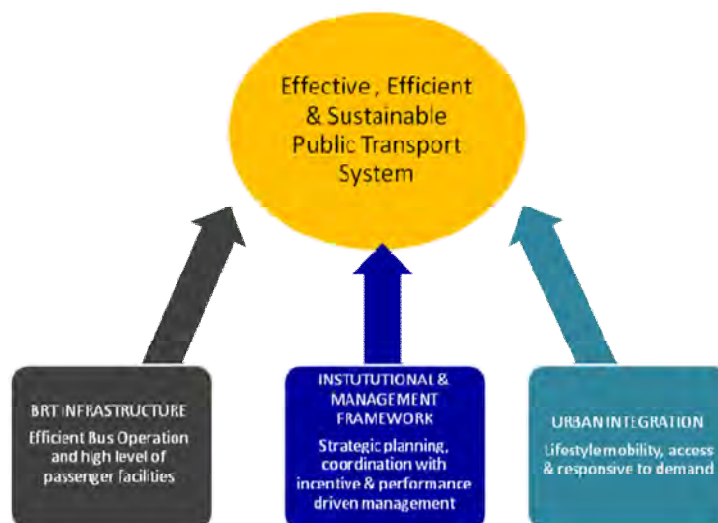 Effective , Efficient
& Sustainable
Public Transport
System
BRT INFRASTRUCTURE
Efficient Bus Operation
and high level of
passenger facilities
INSTUTUTIONAL &
MANAGEMENT
FRAMEWORK
Strategic planning,
coordination with
incentive & performance
driven management
URBAN INTEGRATION
Lifestyle mobility, access
& responsive to demand